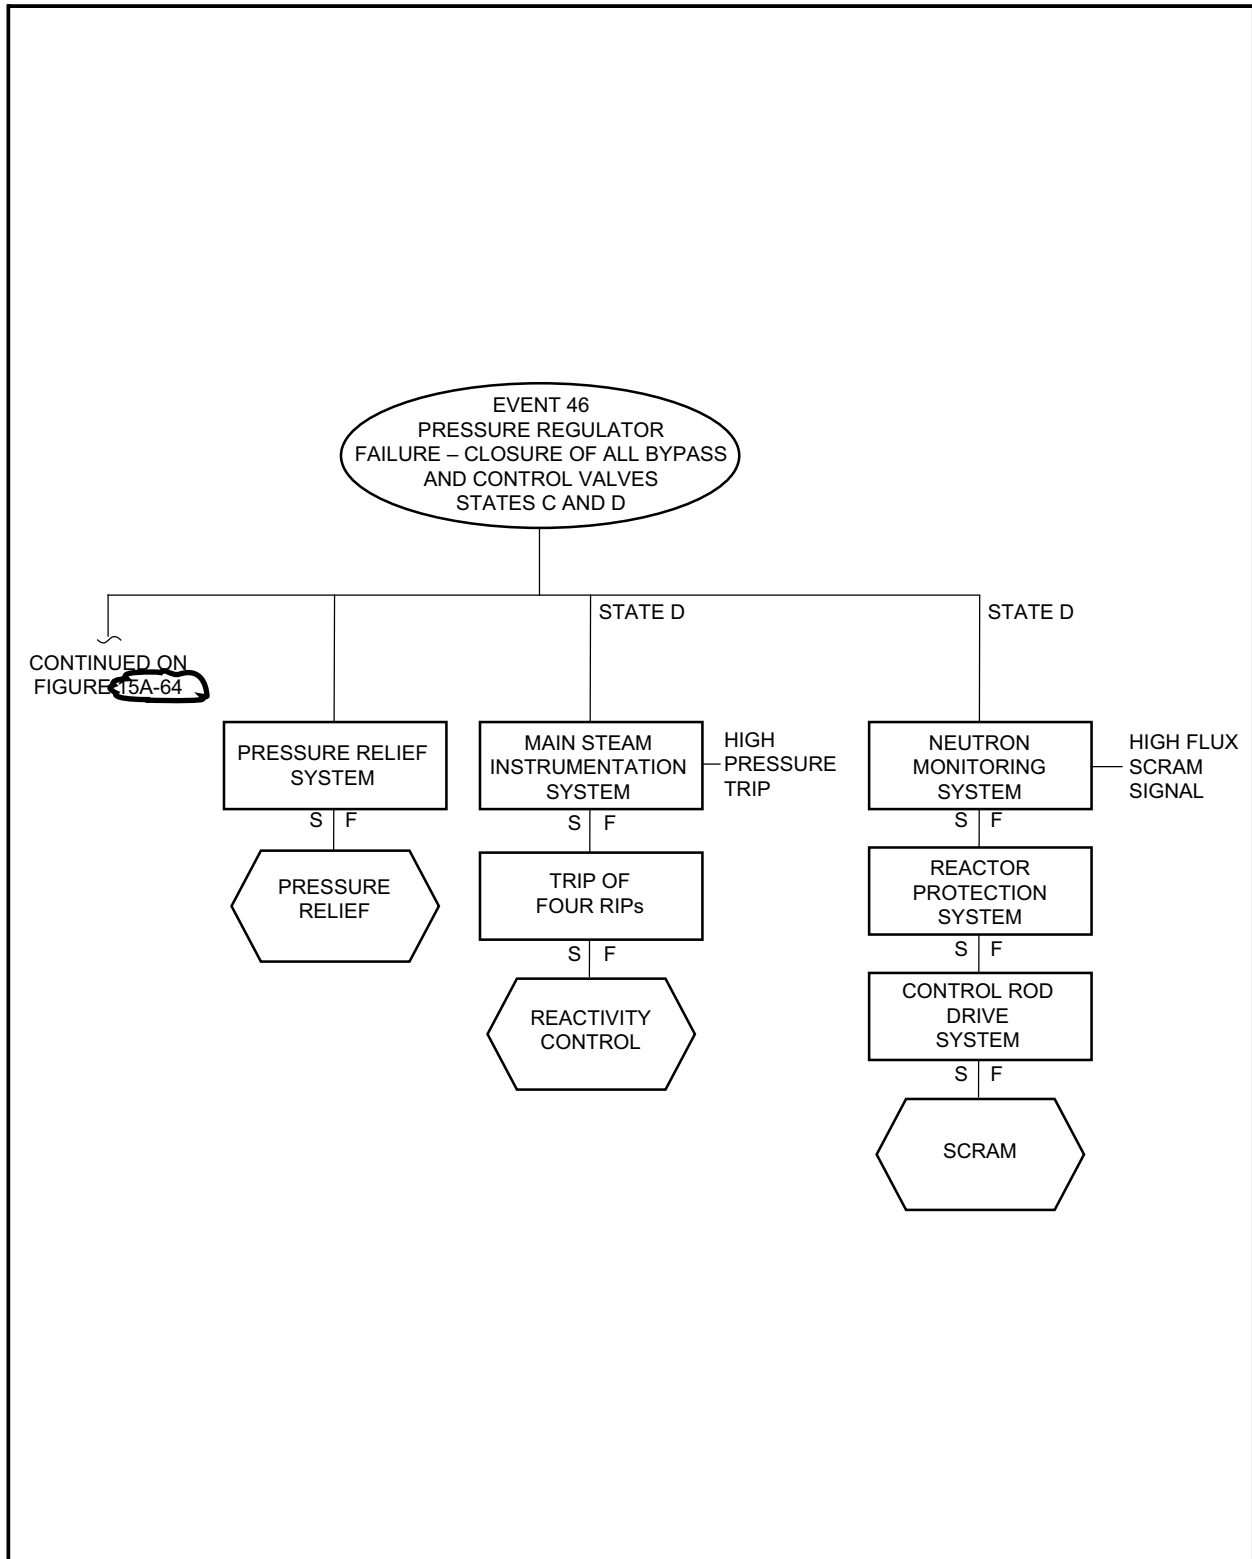 EVENT 46
PRESSURE REGULATOR
FAILURE – CLOSURE OF ALL BYPASS
AND CONTROL VALVES
STATES C AND D
STATE D
STATE D
CONTINUED ON
FIGURE 15A-64
PRESSURE RELIEF
SYSTEM
S F
PRESSURE
RELIEF
MAIN STEAM
INSTRUMENTATION
SYSTEM
HIGH
PRESSURE
TRIP
S F
TRIP OF
FOUR RIPs
S F
REACTIVITY
CONTROL
NEUTRON
MONITORING
SYSTEM
HIGH FLUX
SCRAM
SIGNAL
S F
REACTOR
PROTECTION
SYSTEM
S F
CONTROL ROD
DRIVE
SYSTEM
S F
SCRAM